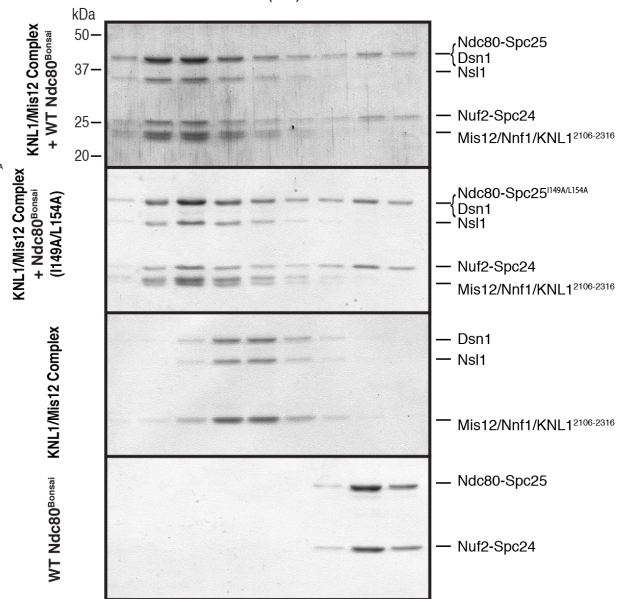 kDa
50
37
25
20
KNL1/Mis12 Complex
+ WT Ndc80Bonsai
Ndc80-Spc25
Dsn1
Nsl1
Nuf2-Spc24
Mis12/Nnf1/KNL12106-2316
KNL1/Mis12 Complex
+ Ndc80Bonsai
(I149A/L154A)
Ndc80-Spc25I149A/L154A
Dsn1
Nsl1
Nuf2-Spc24
Mis12/Nnf1/KNL12106-2316
KNL1/Mis12 Complex
Dsn1
Nsl1
Mis12/Nnf1/KNL12106-2316
WT Ndc80Bonsai
Ndc80-Spc25
Nuf2-Spc24